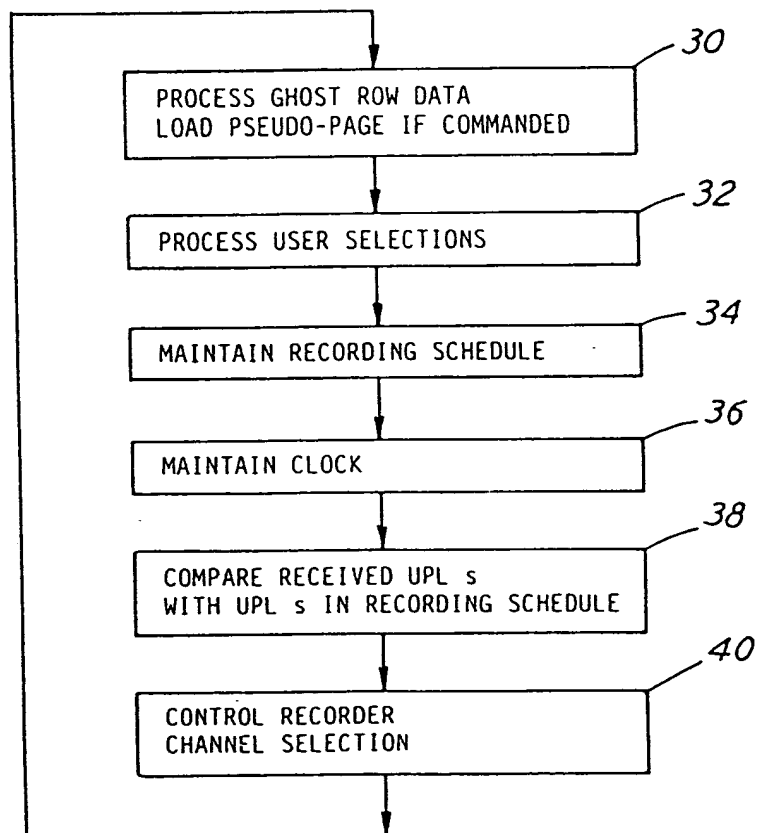 30
PROCESS GHOST ROW DATA
LOAD PSEUDO-PAGE IF COMMANDED
32
PROCESS USER SELECTIONS
34
MAINTAIN RECORDING SCHEDULE
36
MAINTAIN CLOCK
38
COMPARE RECEIVED UPL s
WITH UPL s IN RECORDING SCHEDULE
40
CONTROL RECORDER
CHANNEL SELECTION